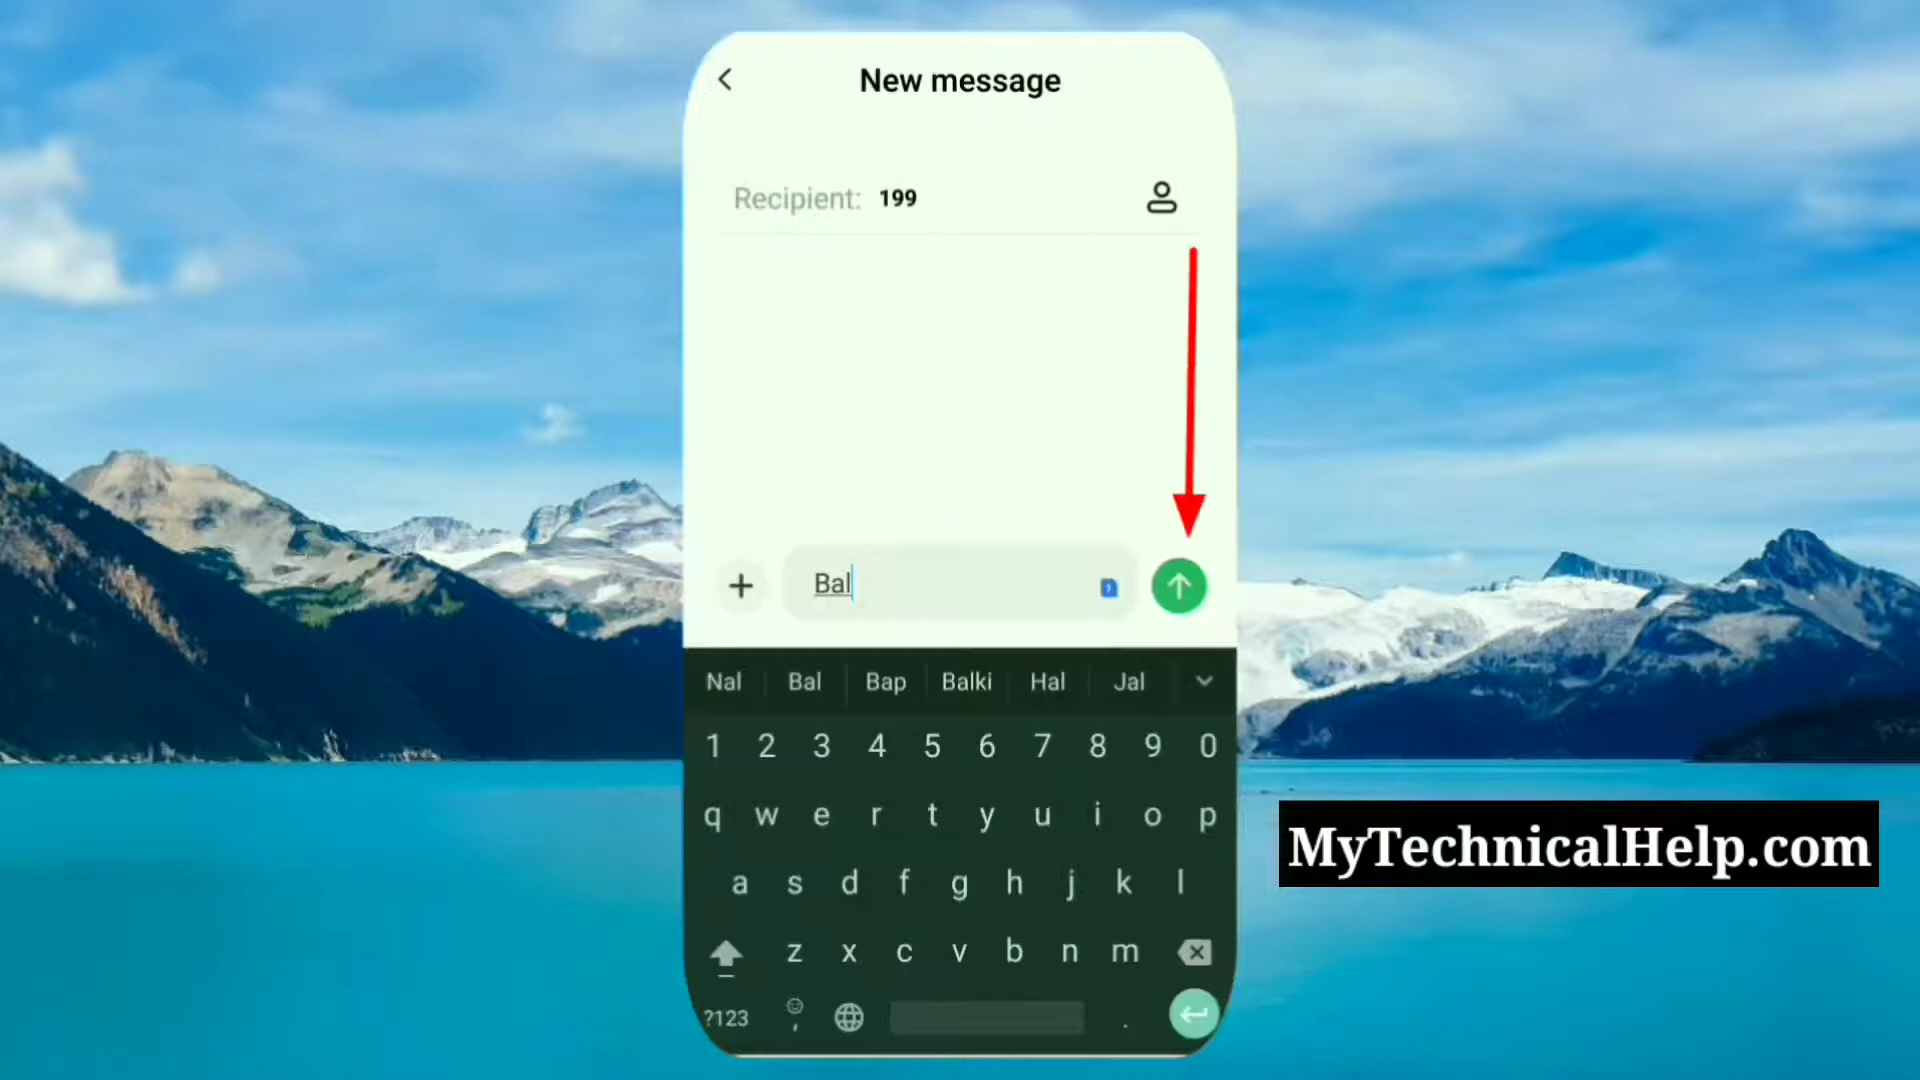 New message
Recipient: 199
Bal
Nal Bal Bap Balki Hal Jal
1 2 3 4 5 6 7 8 9 0
q w e r t y u i o p
a s d f g h j k l
z x c v b n m
?123 , .
MyTechnicalHelp.com